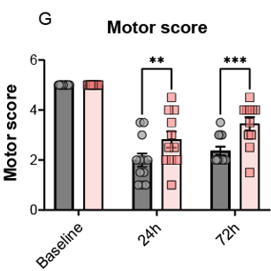 G
Motor score
Motor score
6
4
2
0
**
***
Baseline
24h
72h